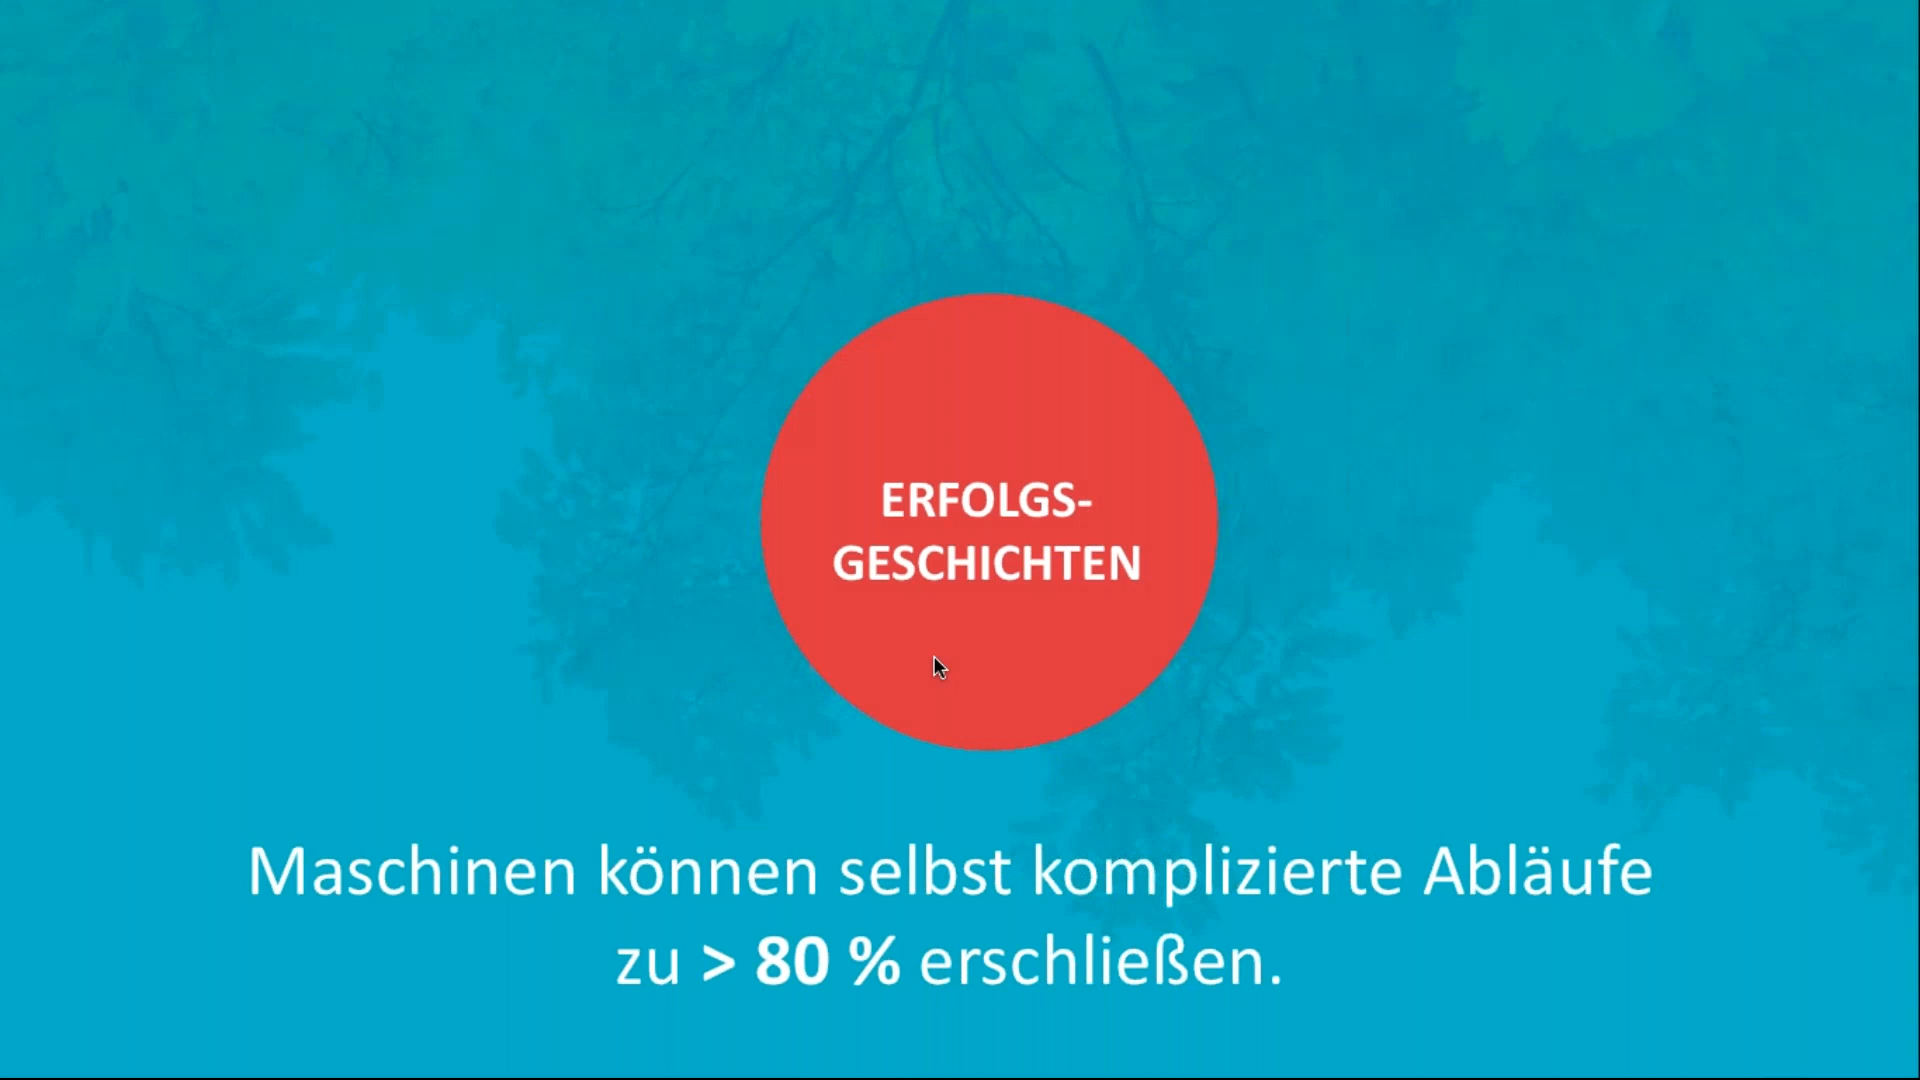 ERFOLGS-
GESCHICHTEN
Maschinen können selbst komplizierte Abläufe
zu > 80 % erschließen.